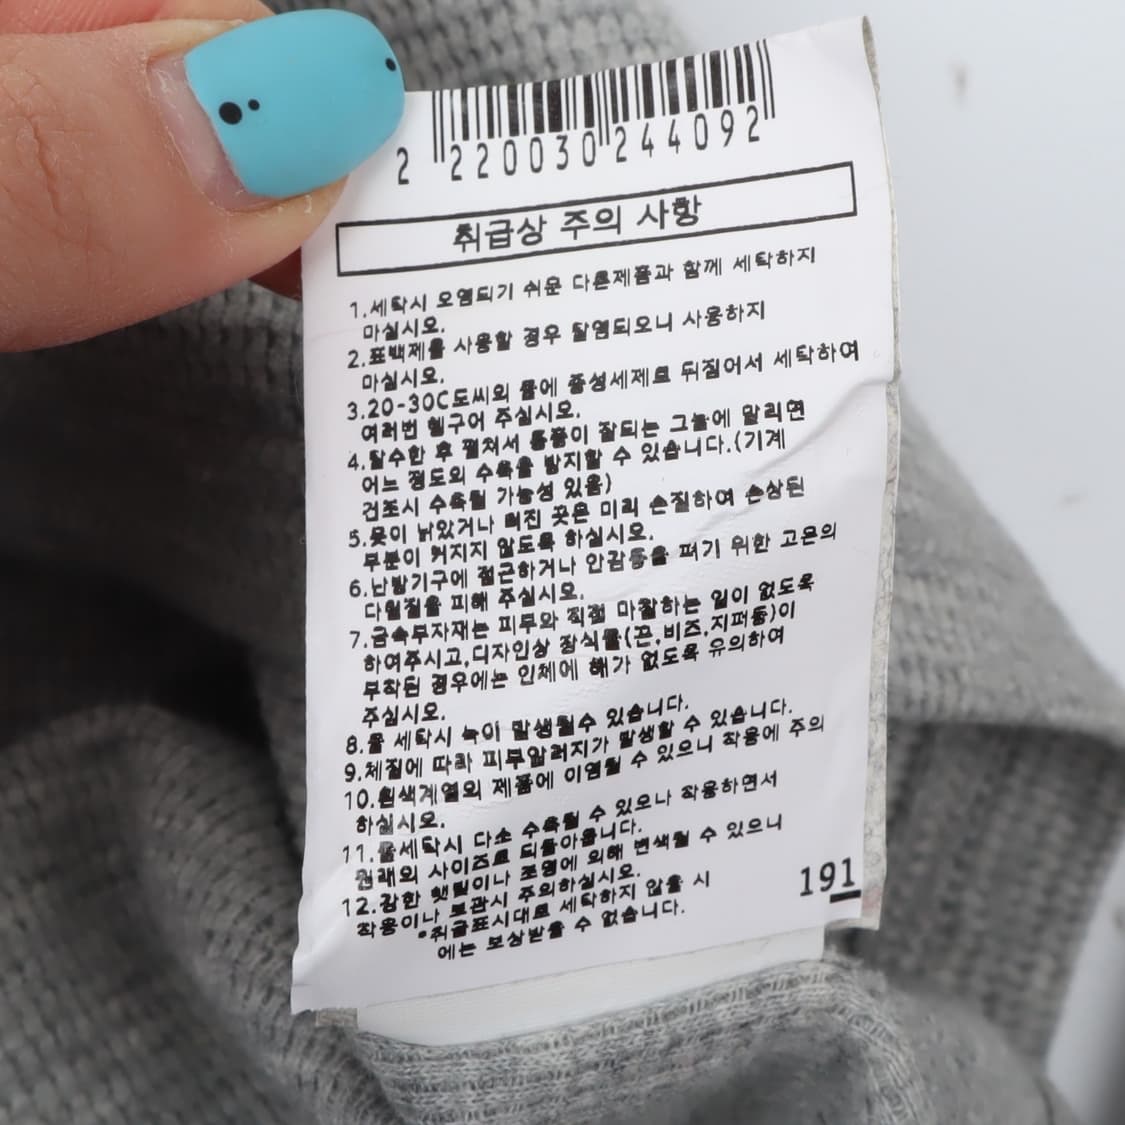 2 220030 244092
취급상 주의 사항
1.세탁시 오염되기 쉬운 다른제품과 함께 세탁하지
마십시오.
2.표백제를 사용할 경우 탈염되오니 사용하지
마십시오.
3.20-30C도씨의 물에 중성세제로 뒤집어서 세탁하여
여러번 헹구어 주십시오.
4.탈수한 후 펼쳐서 통풍이 잘되는 그늘에 말리면
어느 정도의 수축을 방지할 수 있습니다.(기계
건조시 수축될 가능성 있음)
5.옷이 낡았거나 찢어진 곳은 미리 손질하여 손상된
부분이 커지지 않도록 하십시오.
6.난방기구에 접근하거나 안감등을 펴기 위한 고온의
다림질을 피해 주십시오.
7.금속부자재는 피부와 직접 마찰하는 일이 없도록
하여주시고,디자인상 장식물(끈,비즈,지퍼등)이
부착된 경우에는 인체에 해가 없도록 유의하여
주십시오.
8.물 세탁시 녹이 발생될수 있습니다.
9.체질에 따라 피부알러지가 발생할 수 있습니다.
10.흰색계열의 제품에 이염될 수 있으니 착용에 주의
하십시오.
11.물세탁시 다소 수축될 수 있으나 착용하면서
원래의 사이즈로 되돌아옵니다.
12.강한 햇빛이나 조명에 의해 변색될 수 있으니
착용이나 보관시 주의하십시오.
*취급표시대로 세탁하지 않을 시
에는 보상받을 수 없습니다.
191